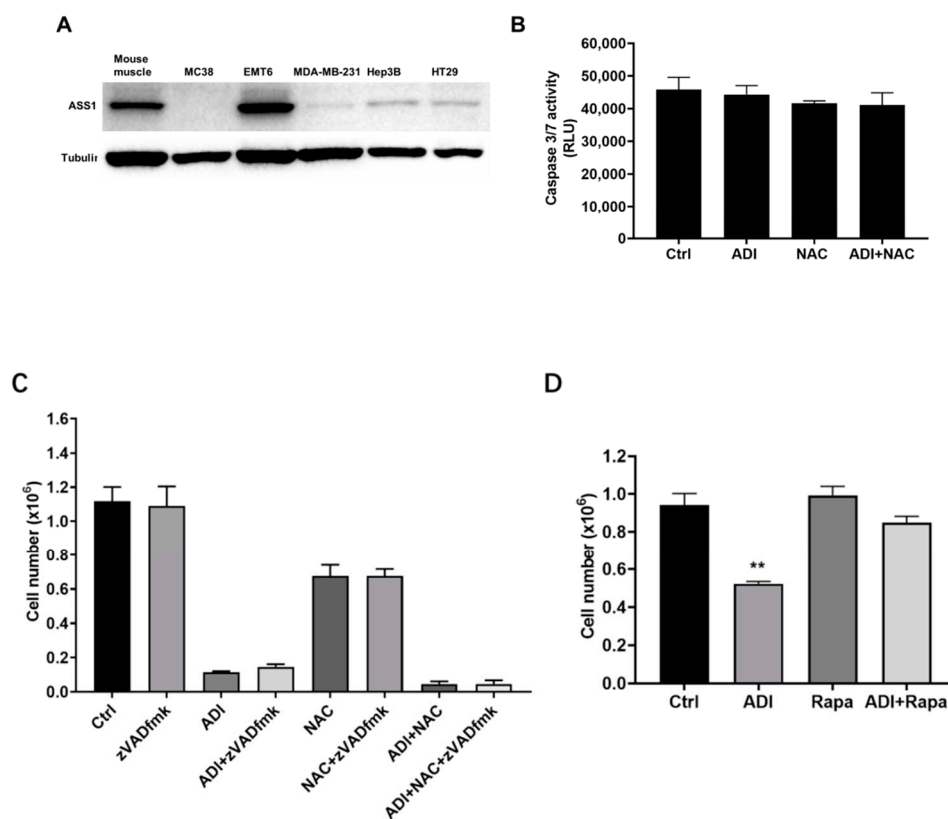 A
Mouse
muscle
MC38
EMT6
MDA-MB-231
Hep3B
HT29
ASS1
Tubulin
B
Caspase 3/7 activity
(RLU)
60,000
50,000
40,000
30,000
20,000
10,000
0
Ctrl
ADI
NAC
ADI+NAC
C
Cell number (x10⁶)
1.6
1.4
1.2
1.0
0.8
0.6
0.4
0.2
0.0
Ctrl
zVADfmk
ADI
ADI+zVADfmk
NAC
NAC+zVADfmk
ADI+NAC
ADI+NAC+zVADfmk
D
Cell number (x10⁶)
1.2
1.0
0.8
0.6
0.4
0.2
0.0
**
Ctrl
ADI
Rapa
ADI+Rapa